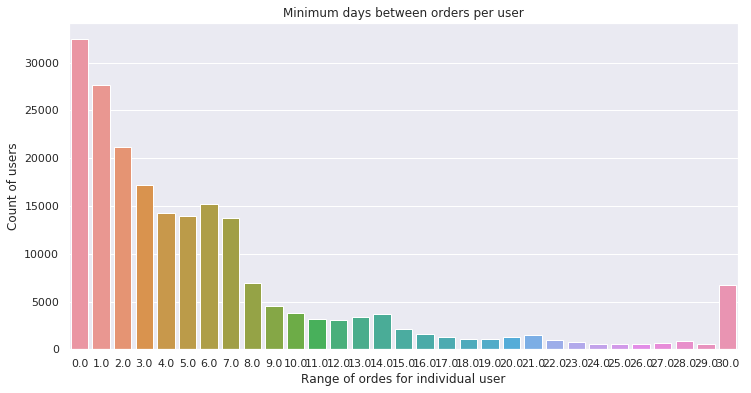 Minimum days between orders per user
Count of users
30000
25000
20000
15000
10000
5000
0
0.0 1.0 2.0 3.0 4.0 5.0 6.0 7.0 8.0 9.0 10.0 11.0 12.0 13.0 14.0 15.0 16.0 17.0 18.0 19.0 20.0 21.0 22.0 23.0 24.0 25.0 26.0 27.0 28.0 29.0 30.0
Range of ordes for individual user